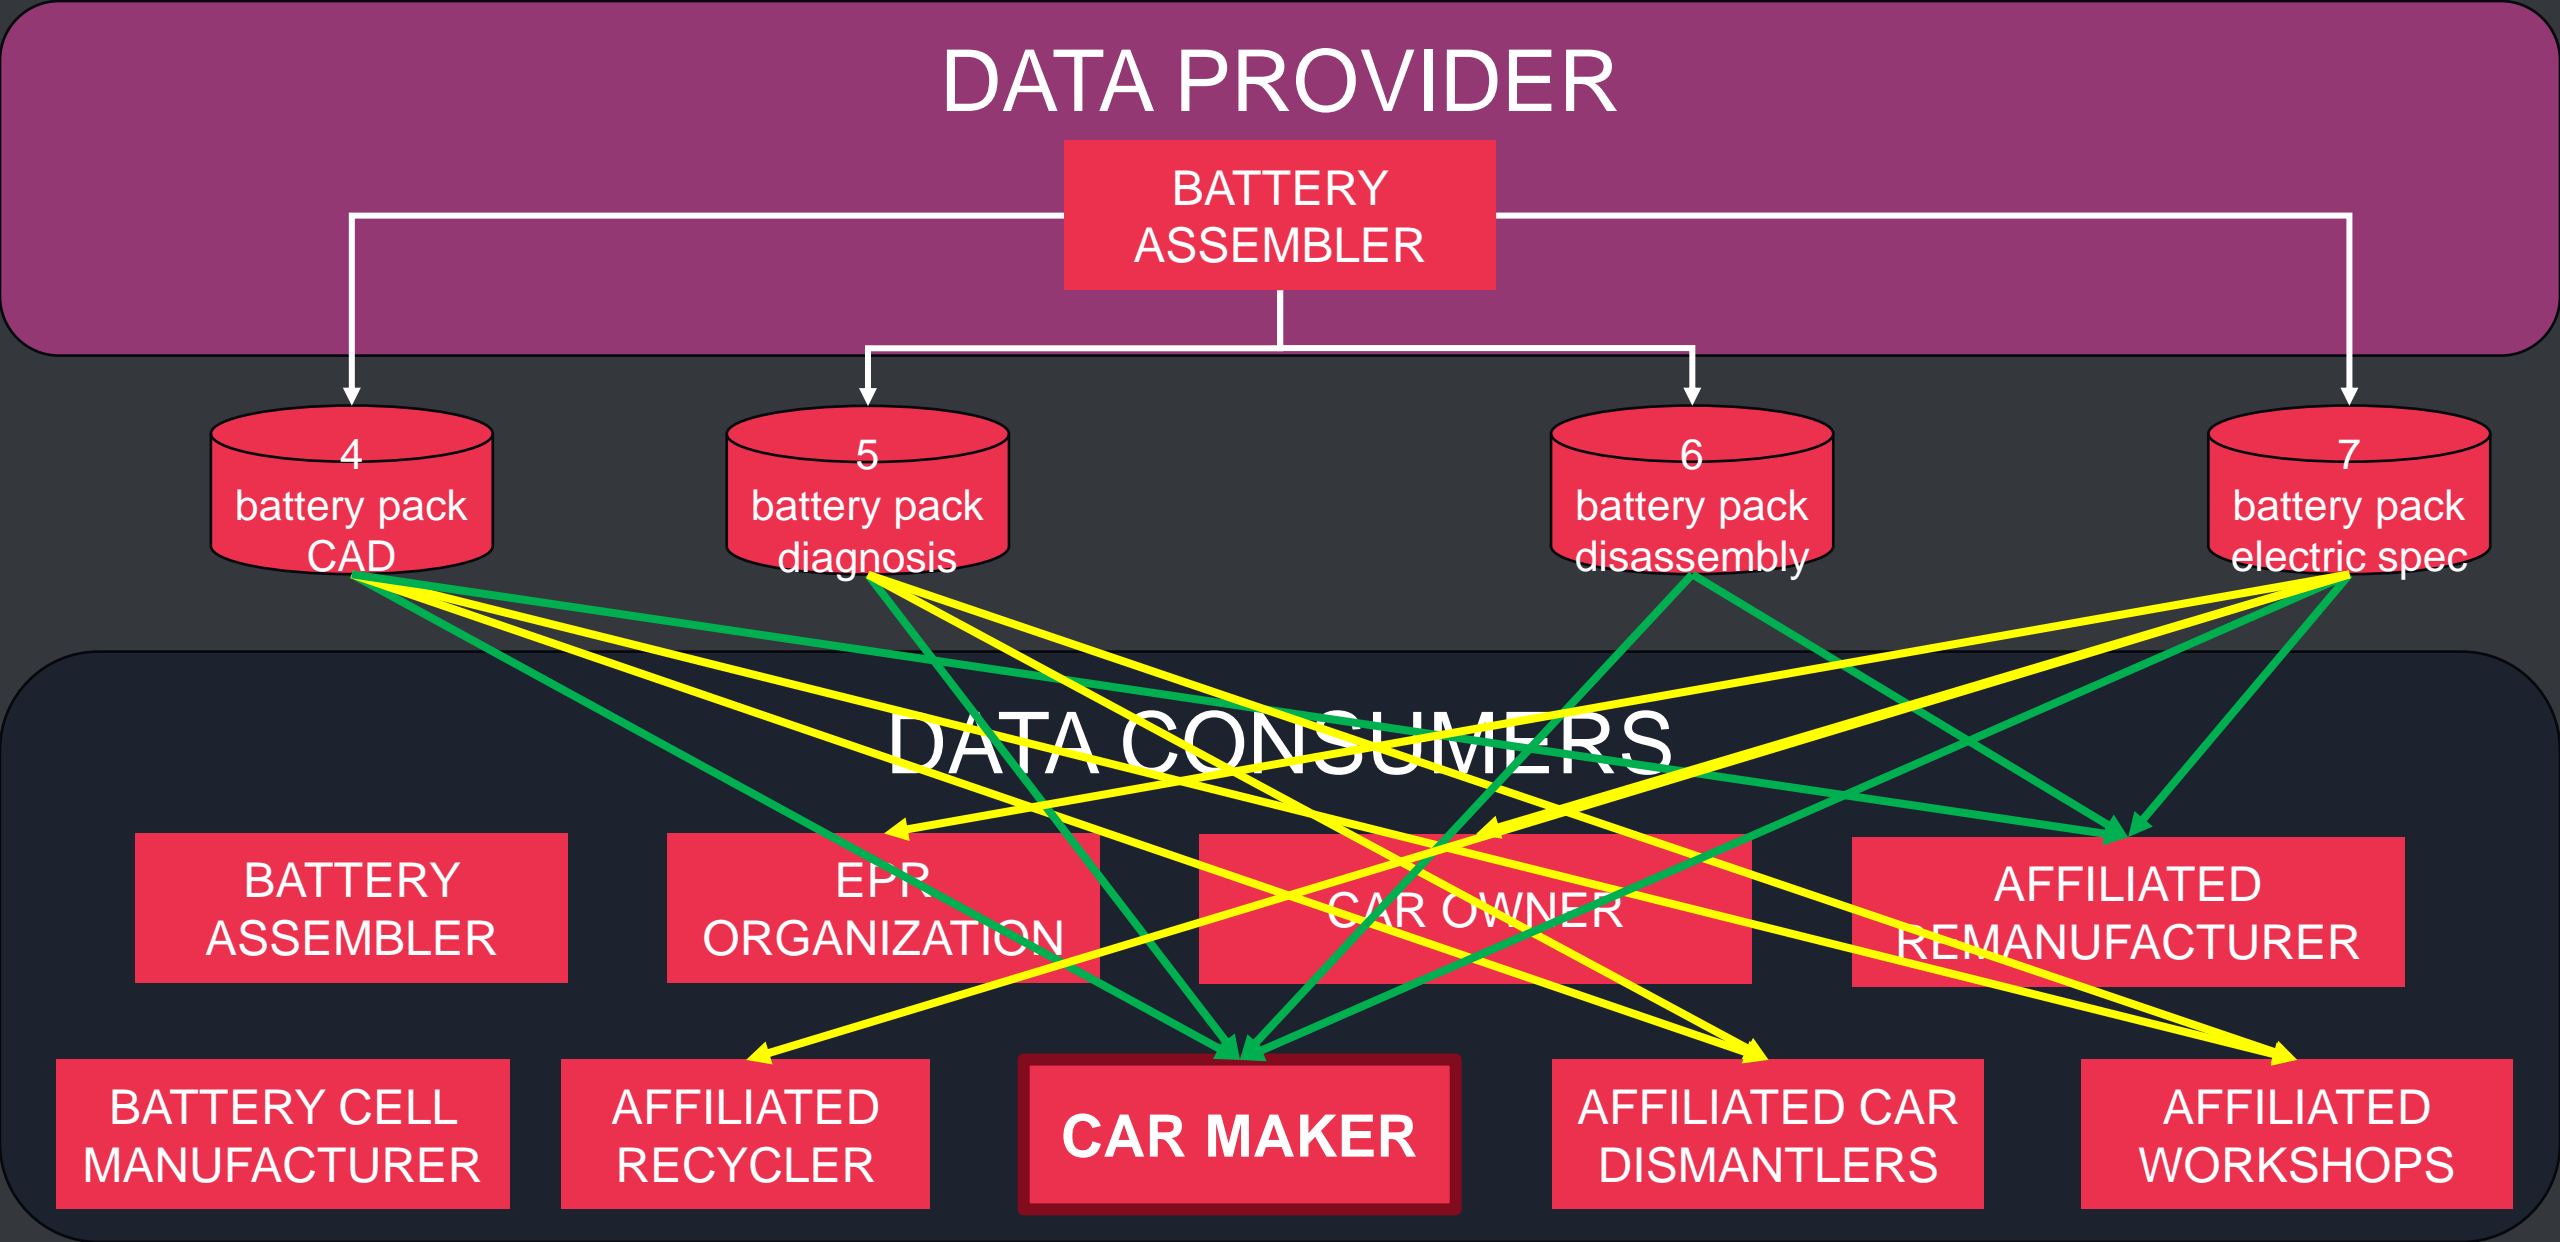 DATA PROVIDER
BATTERY
ASSEMBLER
4
battery pack
CAD
5
battery pack
diagnosis
6
battery pack
disassembly
7
battery pack
electric spec
DATA CONSUMERS
BATTERY
ASSEMBLER
EPR
ORGANIZATION
CAR OWNER
AFFILIATED
REMANUFACTURER
BATTERY CELL
MANUFACTURER
AFFILIATED
RECYCLER
CAR MAKER
AFFILIATED CAR
DISMANTLERS
AFFILIATED
WORKSHOPS